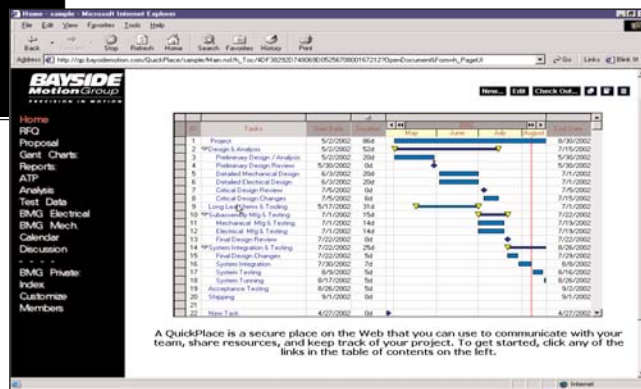 Home - sample - Microsoft Internet Explorer
File Edit View Favorites Tools Help
Back Stop Refresh Home Search Favorites History Print
Address
Go Links
BAYSIDE
MotionGroup
PRECISION IN MOTION
New... Edit Check Out...
Home
RFQ
Proposal
Gant Charts:
Reports:
ATP
Analysis
Test Data
BMG Electrical
BMG Mech.
Calendar
Discussion
- - - -
BMG Private:
Index
Customize
Members
ID Tasks Start Date Duration 2002 End Date
May June July August
1 Project 5/2/2002 86d 8/30/2002
2 Design & Analysis 5/2/2002 52d 7/15/2002
3 Preliminary Design / Analysis 5/2/2002 20d 5/30/2002
4 Preliminary Design Review 5/30/2002 0d 5/30/2002
5 Detailed Mechanical Design 6/3/2002 20d 7/1/2002
6 Detailed Electrical Design 6/3/2002 20d 7/1/2002
7 Critical Design Review 7/5/2002 0d 7/5/2002
8 Critical Design Changes 7/5/2002 6d 7/15/2002
9 Long Lead Items & Tooling 5/17/2002 31d 7/1/2002
10 Subassembly Mfg & Testing 7/1/2002 15d 7/22/2002
11 Mechanical Mfg & Testing 7/1/2002 14d 7/19/2002
12 Electrical Mfg & Testing 7/1/2002 14d 7/19/2002
13 Final Design Review 7/22/2002 0d 7/22/2002
14 System Integration & Testing 7/22/2002 25d 8/26/2002
15 Final Design Changes 7/22/2002 5d 7/29/2002
16 System Integration 7/30/2002 7d 8/8/2002
17 System Testing 8/9/2002 5d 8/16/2002
18 System Tunning 8/17/2002 5d 8/26/2002
19 Acceptance Testing 8/26/2002 5d 9/2/2002
20 Shipping 9/1/2002 0d 9/1/2002
21
22 New Task 4/27/2002 0d 4/27/2002
A QuickPlace is a secure place on the Web that you can use to communicate with your
team, share resources, and keep track of your project. To get started, click any of the
links in the table of contents on the left.
Internet